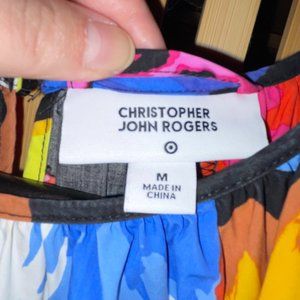 CHRISTOPHER
JOHN ROGERS
M
MADE IN
CHINA